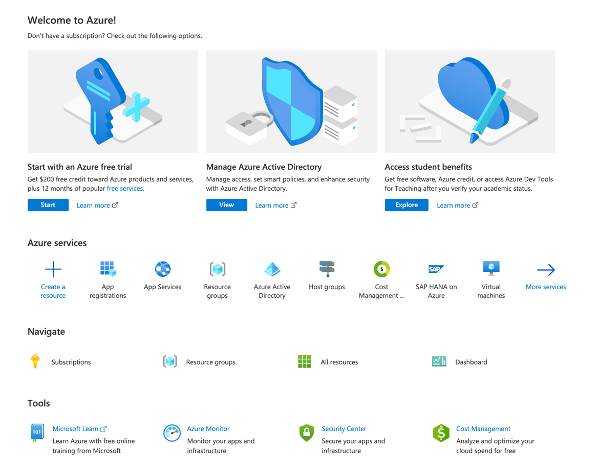 Welcome to Azure!
Don't have a subscription? Check out the following options.
Start with an Azure free trial
Get $200 free credit toward Azure products and services,
plus 12 months of popular free services.
Start
Learn more
Manage Azure Active Directory
Manage access, set smart policies, and enhance security
with Azure Active Directory.
View
Learn more
Access student benefits
Get free software, Azure credit, or access Azure Dev Tools
for Teaching after you verify your academic status.
Explore
Learn more
Azure services
Create a
resource
App
registrations
App Services
Resource
groups
Azure Active
Directory
Host groups
Cost
Management ...
SAP
SAP HANA on
Azure
Virtual
machines
More services
Navigate
Subscriptions
Resource groups
All resources
Dashboard
Tools
101
Microsoft Learn
Learn Azure with free online
training from Microsoft
Azure Monitor
Monitor your apps and
infrastructure
Security Center
Secure your apps and
infrastructure
$
Cost Management
Analyze and optimize your
cloud spend for free